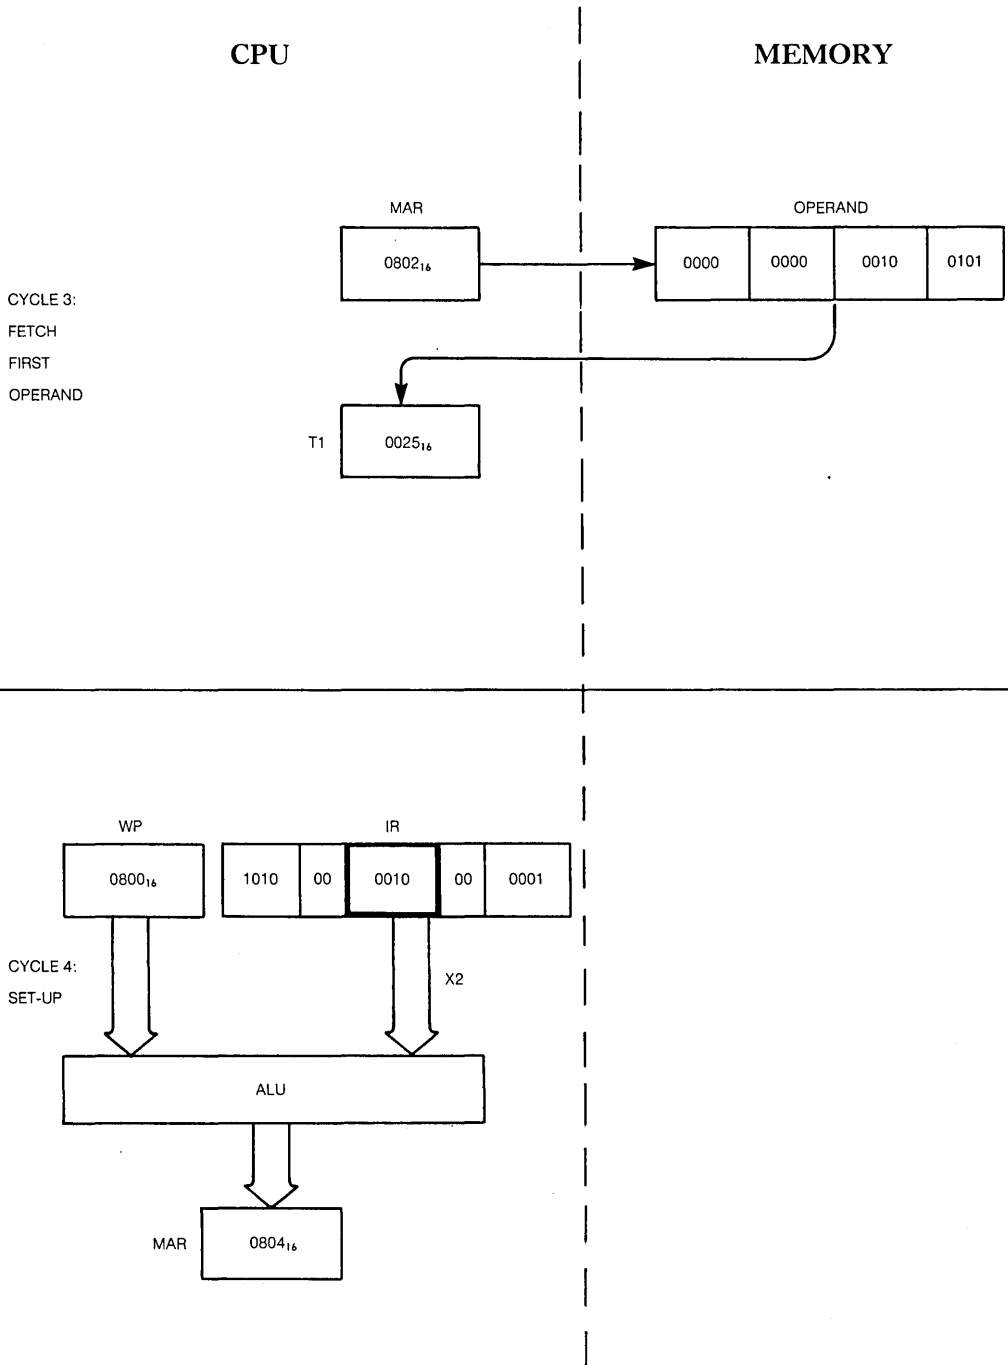 CPU
MEMORY
MAR
OPERAND
0802₁₆
0000 0000 0010 0101
CYCLE 3:
FETCH
FIRST
OPERAND
T1
0025₁₆
WP
IR
0800₁₆
1010 00 0010 00 0001
CYCLE 4:
SET-UP
X2
ALU
MAR
0804₁₆